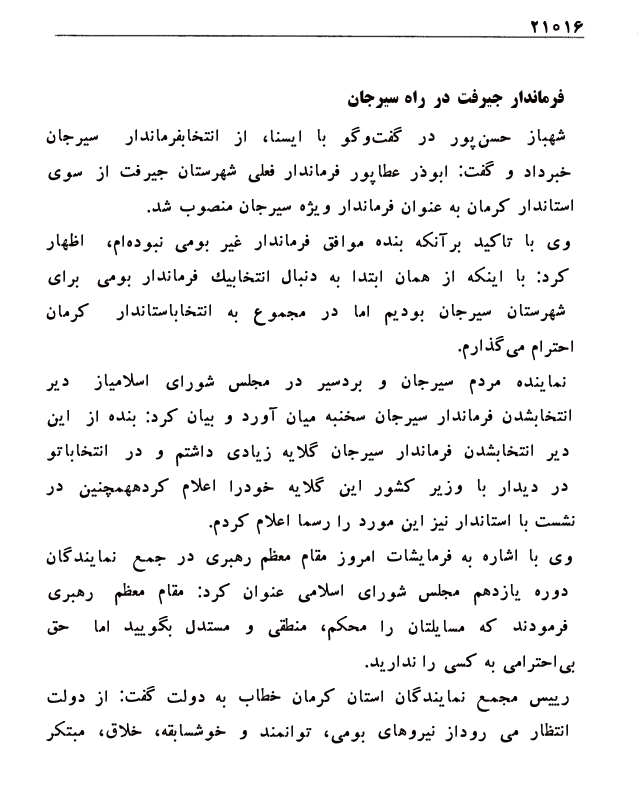 ۲۱۰۱۶
فرماندار جیرفت در راه سیرجان
شهباز حسن‌پور در گفت‌وگو با ایسنا، از انتخابفرماندار سیرجان
خبرداد و گفت: ابوذر عطاپور فرماندار فعلی شهرستان جیرفت از سوی
استاندار کرمان به عنوان فرماندار ویژه سیرجان منصوب شد.
وی با تاکید برآنکه بنده موافق فرماندار غیر بومی نبوده‌ام، اظهار
کرد: با اینکه از همان ابتدا به دنبال انتخابیك فرماندار بومی برای
شهرستان سیرجان بودیم اما در مجموع به انتخاباستاندار کرمان
احترام می‌گذارم.
نماینده مردم سیرجان و بردسیر در مجلس شورای اسلامیاز دیر
انتخابشدن فرماندار سیرجان سخنبه میان آورد و بیان کرد: بنده از این
دیر انتخابشدن فرماندار سیرجان گلایه زیادی داشتم و در انتخاباتو
در دیدار با وزیر کشور این گلایه خودرا اعلام کردههمچنین در
نشست با استاندار نیز این مورد را رسما اعلام کردم.
وی با اشاره به فرمایشات امروز مقام معظم رهبری در جمع نمایندگان
دوره یازدهم مجلس شورای اسلامی عنوان کرد: مقام معظم رهبری
فرمودند که مسایلتان را محکم، منطقی و مستدل بگویید اما حق
بی‌احترامی به کسی را ندارید.
رییس مجمع نمایندگان استان کرمان خطاب به دولت گفت: از دولت
انتظار می روداز نیروهای بومی، توانمند و خوشسابقه، خلاق، مبتکر